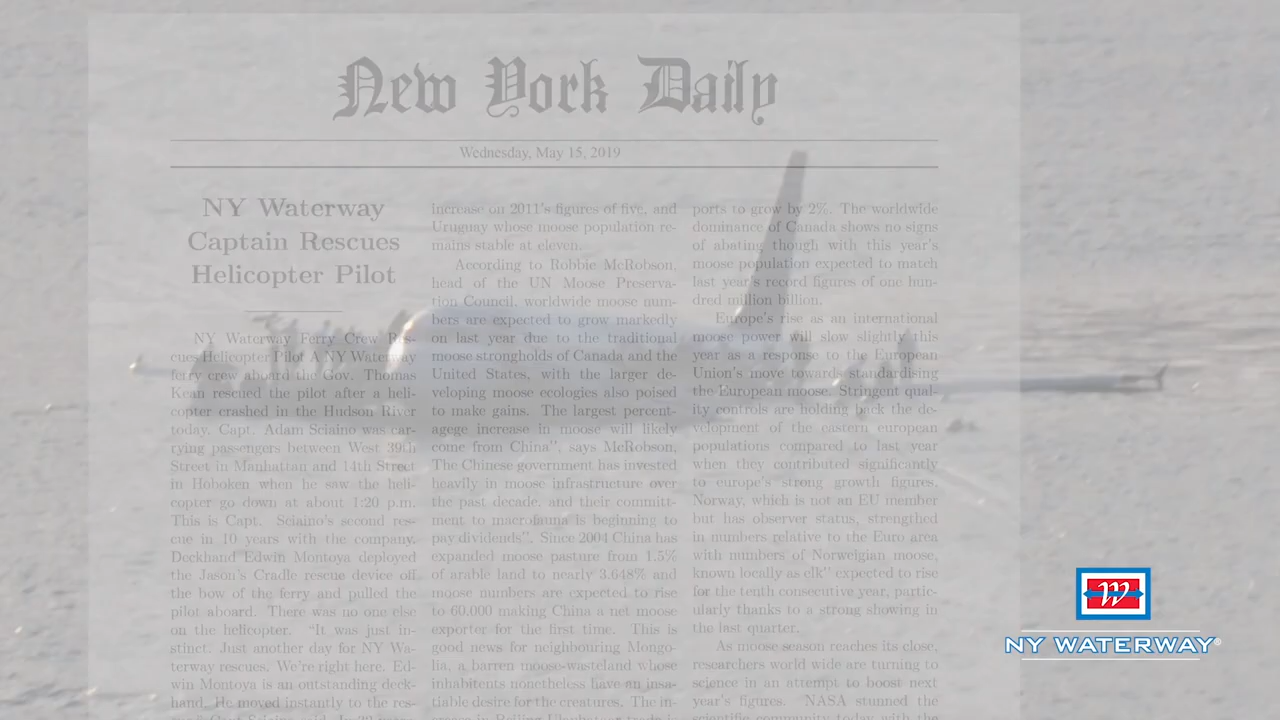 New York Daily
Wednesday, May 15, 2019
NY Waterway
Captain Rescues
Helicopter Pilot
NY Waterway Ferry Crew Res-
cues Helicopter Pilot A NY Waterway
ferry crew aboard the Gov. Thomas
Kean rescued the pilot after a heli-
copter crashed in the Hudson River
today. Capt. Adam Sciaino was car-
rying passengers between West 39th
Street in Manhattan and 14th Street
in Hoboken when he saw the heli-
copter go down at about 1:20 p.m.
This is Capt. Sciaino's second res-
cue in 10 years with the company.
Deckhand Edwin Montoya deployed
the Jason's Cradle rescue device off
the bow of the ferry and pulled
pilot aboard. There was no one else
on the helicopter. "It was just in-
stinct. Just another day for NY Wa-
terway rescues. We're right here. Ed-
win Montoya is an outstanding deck-
hand. He moved instantly to the res-
increase on 2011's figures of five, and
Uruguay whose moose population re-
mains stable at eleven.
According to Robbie McRobson,
head of the UN Moose Preserva-
tion Council, worldwide moose num-
bers are expected to grow markedly
on last year due to the traditional
moose strongholds of Canada and the
United States, with the larger de-
veloping moose ecologies also poised
to make gains. The largest percent-
agege increase in moose will likely
come from China", says McRobson,
The Chinese government has invested
heavily in moose infrastructure over
the past decade, and their committ-
ment to macrofauna is beginning to
pay dividends". Since 2004 China has
expanded moose pasture from 1.5%
of arable land to nearly 3.648% and
moose numbers are expected to rise
to 60,000 making China a net moose
exporter for the first time. This is
good news for neighbouring Mongo-
lia, a barren moose-wasteland whose
inhabitants nonetheless have an insa-
tiable desire for the creatures. The in-
ports to grow by 2%. The worldwide
dominance of Canada shows no signs
of abating though with this year's
moose population expected to match
last year's record figures of one hun-
dred million billion.
Europe's rise as an international
moose power will slow slightly this
year as a response to the European
Union's move towards standardising
the European moose. Stringent qual-
ity controls are holding back the de-
velopment of the eastern european
populations compared to last year
when they contributed significantly
to europe's strong growth figures.
Norway, which is not an EU member
but has observer status, strengthed
in numbers relative to the Euro area
with numbers of Norwegian moose,
known locally as elk" expected to rise
for the tenth consecutive year, partic-
ularly thanks to a strong showing in
the last quarter.
As moose season reaches its close,
researchers world wide are turning to
science in an attempt to boost next
year's figures. NASA stunned the
scientific community today with the
W
NY WATERWAY®